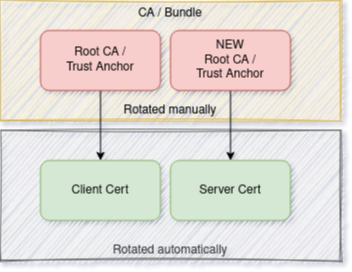 CA / Bundle
Root CA /
Trust Anchor
NEW
Root CA /
Trust Anchor
Rotated manually
Client Cert
Server Cert
Rotated automatically